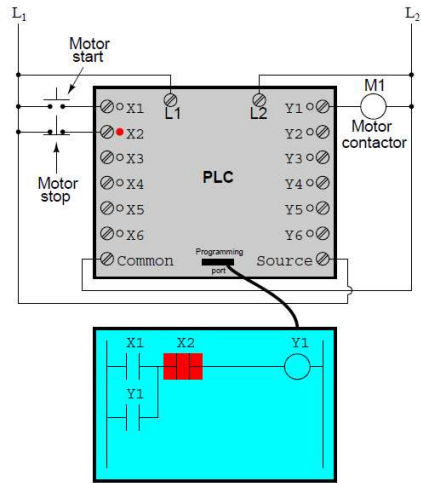 L1 L2
Motor
start
M1
L1 L2
X1 Y1
Motor
contactor
X2 Y2
X3 Y3
PLC
Motor
stop
X4 Y4
X5 Y5
X6 Y6
Programming
port
Common Source
X1 X2 Y1
Y1